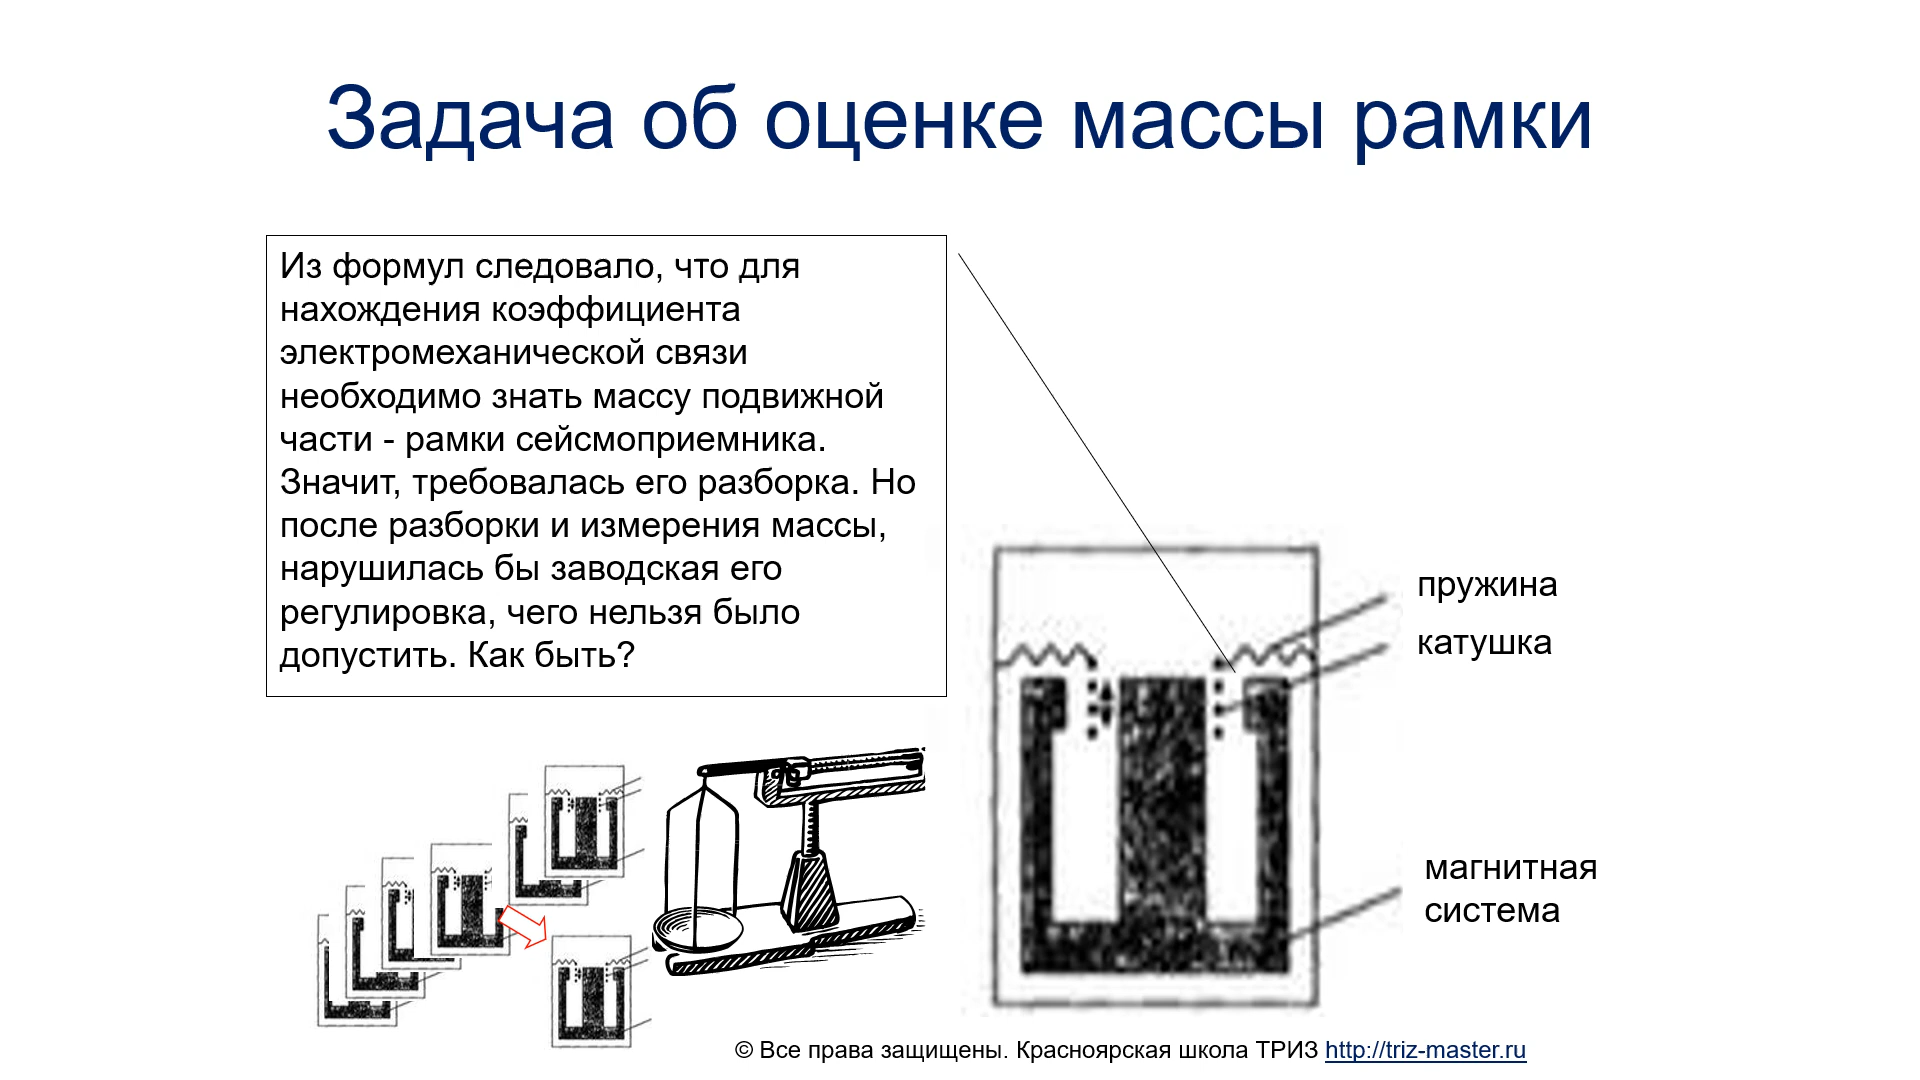 Задача об оценке массы рамки
Из формул следовало, что для
нахождения коэффициента
электромеханической связи
необходимо знать массу подвижной
части - рамки сейсмоприемника.
Значит, требовалась его разборка. Но
после разборки и измерения массы,
нарушилась бы заводская его
регулировка, чего нельзя было
допустить. Как быть?
пружина
катушка
магнитная
система
© Все права защищены. Красноярская школа ТРИЗ http://triz-master.ru